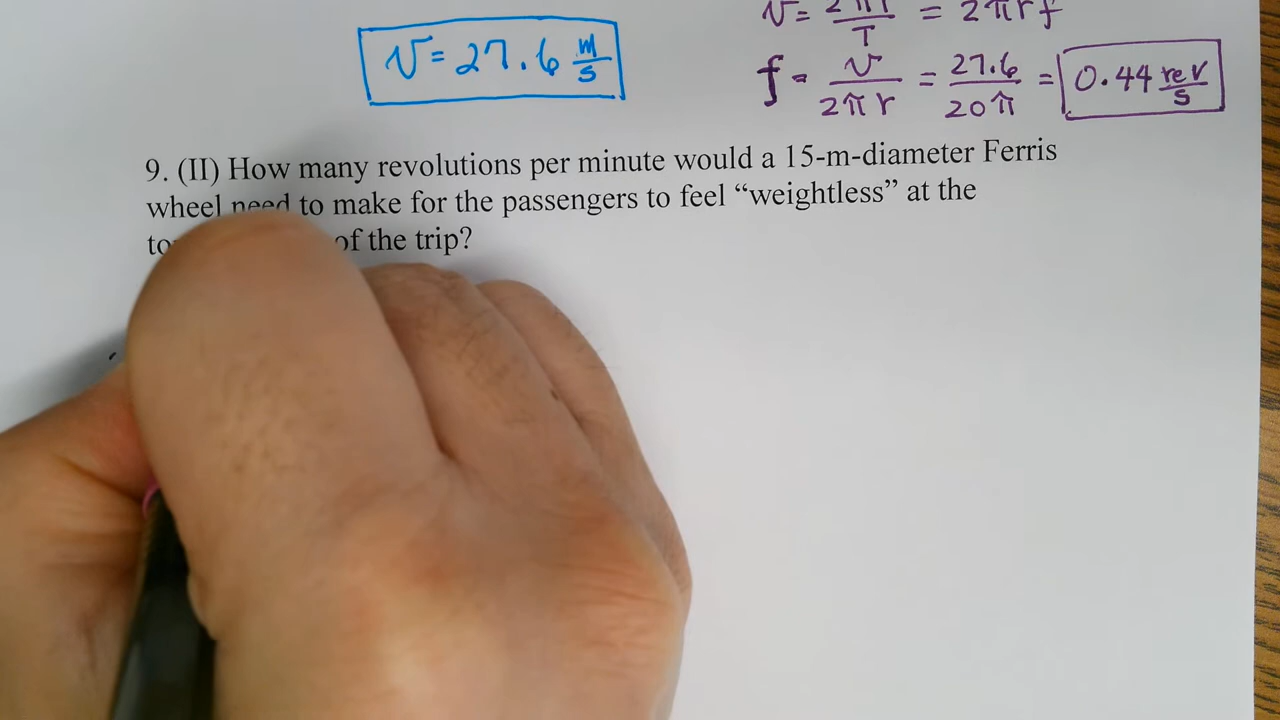 v = 2πr/T = 2πrf
v = 27.6 m/s
f = v/2πr = 27.6/20π = 0.44 rev/s
9. (II) How many revolutions per minute would a 15-m-diameter Ferris
wheel need to make for the passengers to feel “weightless” at the
of the trip?